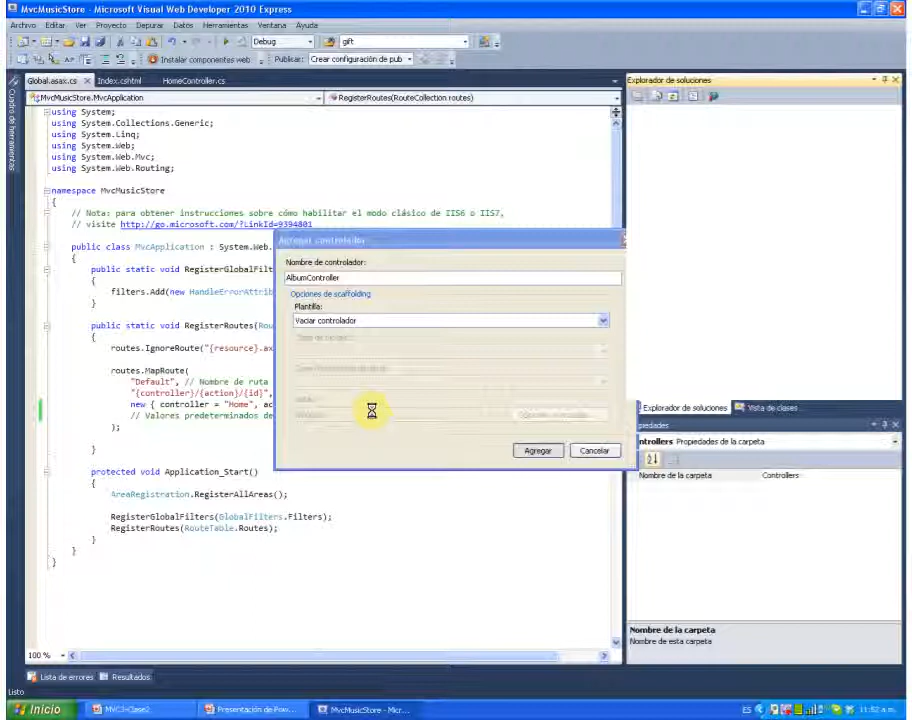 MvcMusicStore - Microsoft Visual Web Developer 2010 Express
Archivo Editar Ver Proyecto Depurar Datos Herramientas Ventana Ayuda
Debug gift
Instalar componentes web Publicar: Crear configuración de pub
Global.asax.cs Index.cshtml HomeController.cs
Explorador de soluciones
MvcMusicStore.MvcApplication RegisterRoutes(RouteCollection routes)
Cuadro de herramientas
using System;
using System.Collections.Generic;
using System.Linq;
using System.Web;
using System.Web.Mvc;
using System.Web.Routing;
namespace MvcMusicStore
{
// Nota: para obtener instrucciones sobre cómo habilitar el modo clásico de IIS6 o IIS7,
// visite http://go.microsoft.com/?LinkId=9394801
public class MvcApplication : System.Web.
{
public static void RegisterGlobalFilt
{
filters.Add(new HandleErrorAttrib
}
public static void RegisterRoutes(Rou
{
routes.IgnoreRoute("{resource}.ax
routes.MapRoute(
"Default", // Nombre de ruta
"{controller}/{action}/{id}",
new { controller = "Home", ac
// Valores predeterminados de
);
}
protected void Application_Start()
{
AreaRegistration.RegisterAllAreas();
RegisterGlobalFilters(GlobalFilters.Filters);
RegisterRoutes(RouteTable.Routes);
}
}
}
Agregar controlador
Nombre de controlador:
AlbumController
Opciones de scaffolding
Plantilla:
Vaciar controlador
Agregar Cancelar
Explorador de soluciones Vista de clases
piedades
ntrollers Propiedades de la carpeta
Nombre de la carpeta Controllers
Nombre de la carpeta
Nombre de esta carpeta
100 %
Lista de errores Resultados
Listo
Inicio MVC3-Clase2 Presentación de Pow... MvcMusicStore - Micr... ES 11:52 a.m.